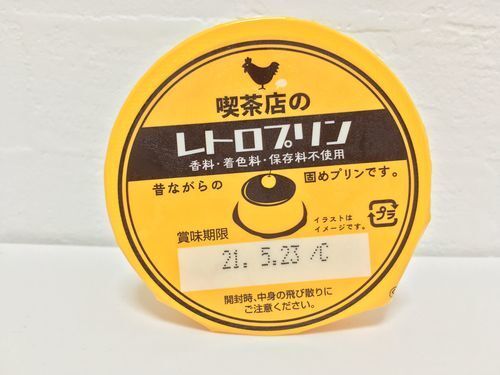 喫茶店の
レトロプリン
香料・着色料・保存料不使用
昔ながらの 固めプリンです。
イラストは
イメージです。
プラ
賞味期限
21. 5.23 /C
開封時、中身の飛び散りに
ご注意ください。